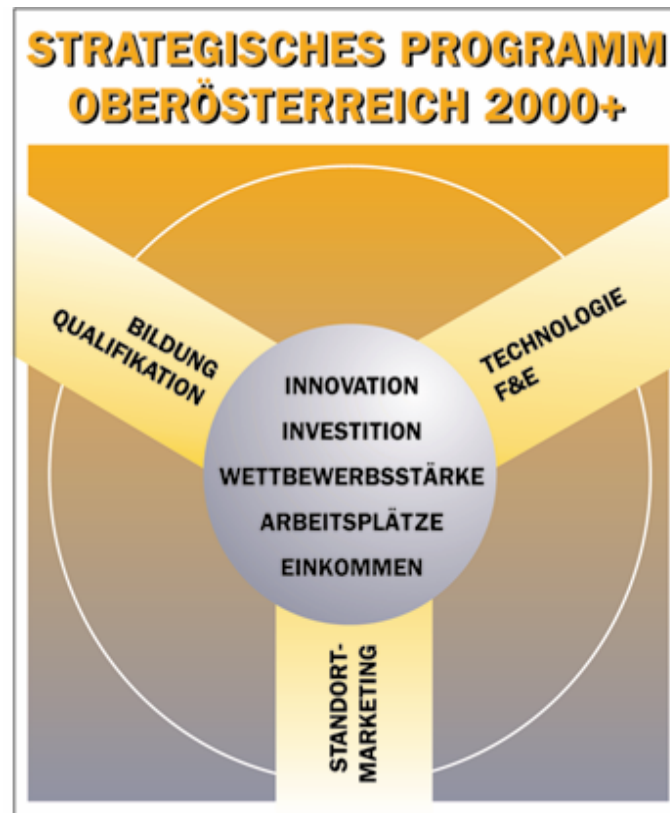 STRATEGISCHES PROGRAMM
OBERÖSTERREICH 2000+
BILDUNG
QUALIFIKATION
TECHNOLOGIE
F&E
INNOVATION
INVESTITION
WETTBEWERBSSTÄRKE
ARBEITSPLÄTZE
EINKOMMEN
STANDORT-
MARKETING